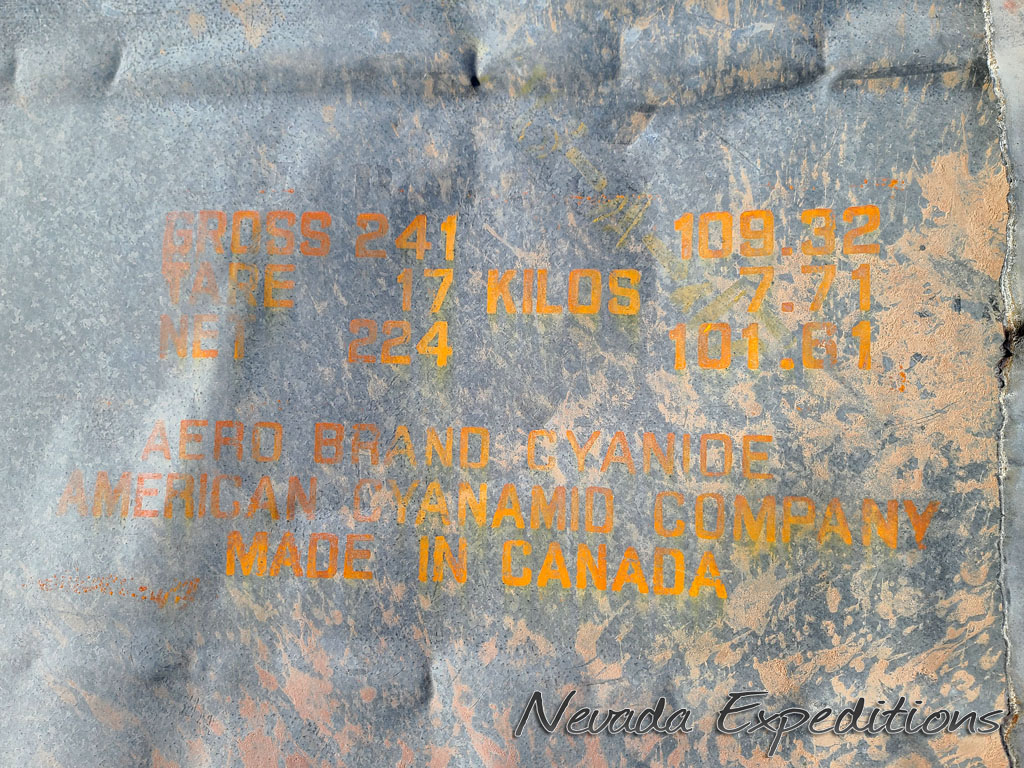 GROSS 241 109.32
TARE 17 KILOS 7.71
NET 224 101.61
AERO BRAND CYANIDE
AMERICAN CYANAMID COMPANY
MADE IN CANADA
Nevada Expeditions